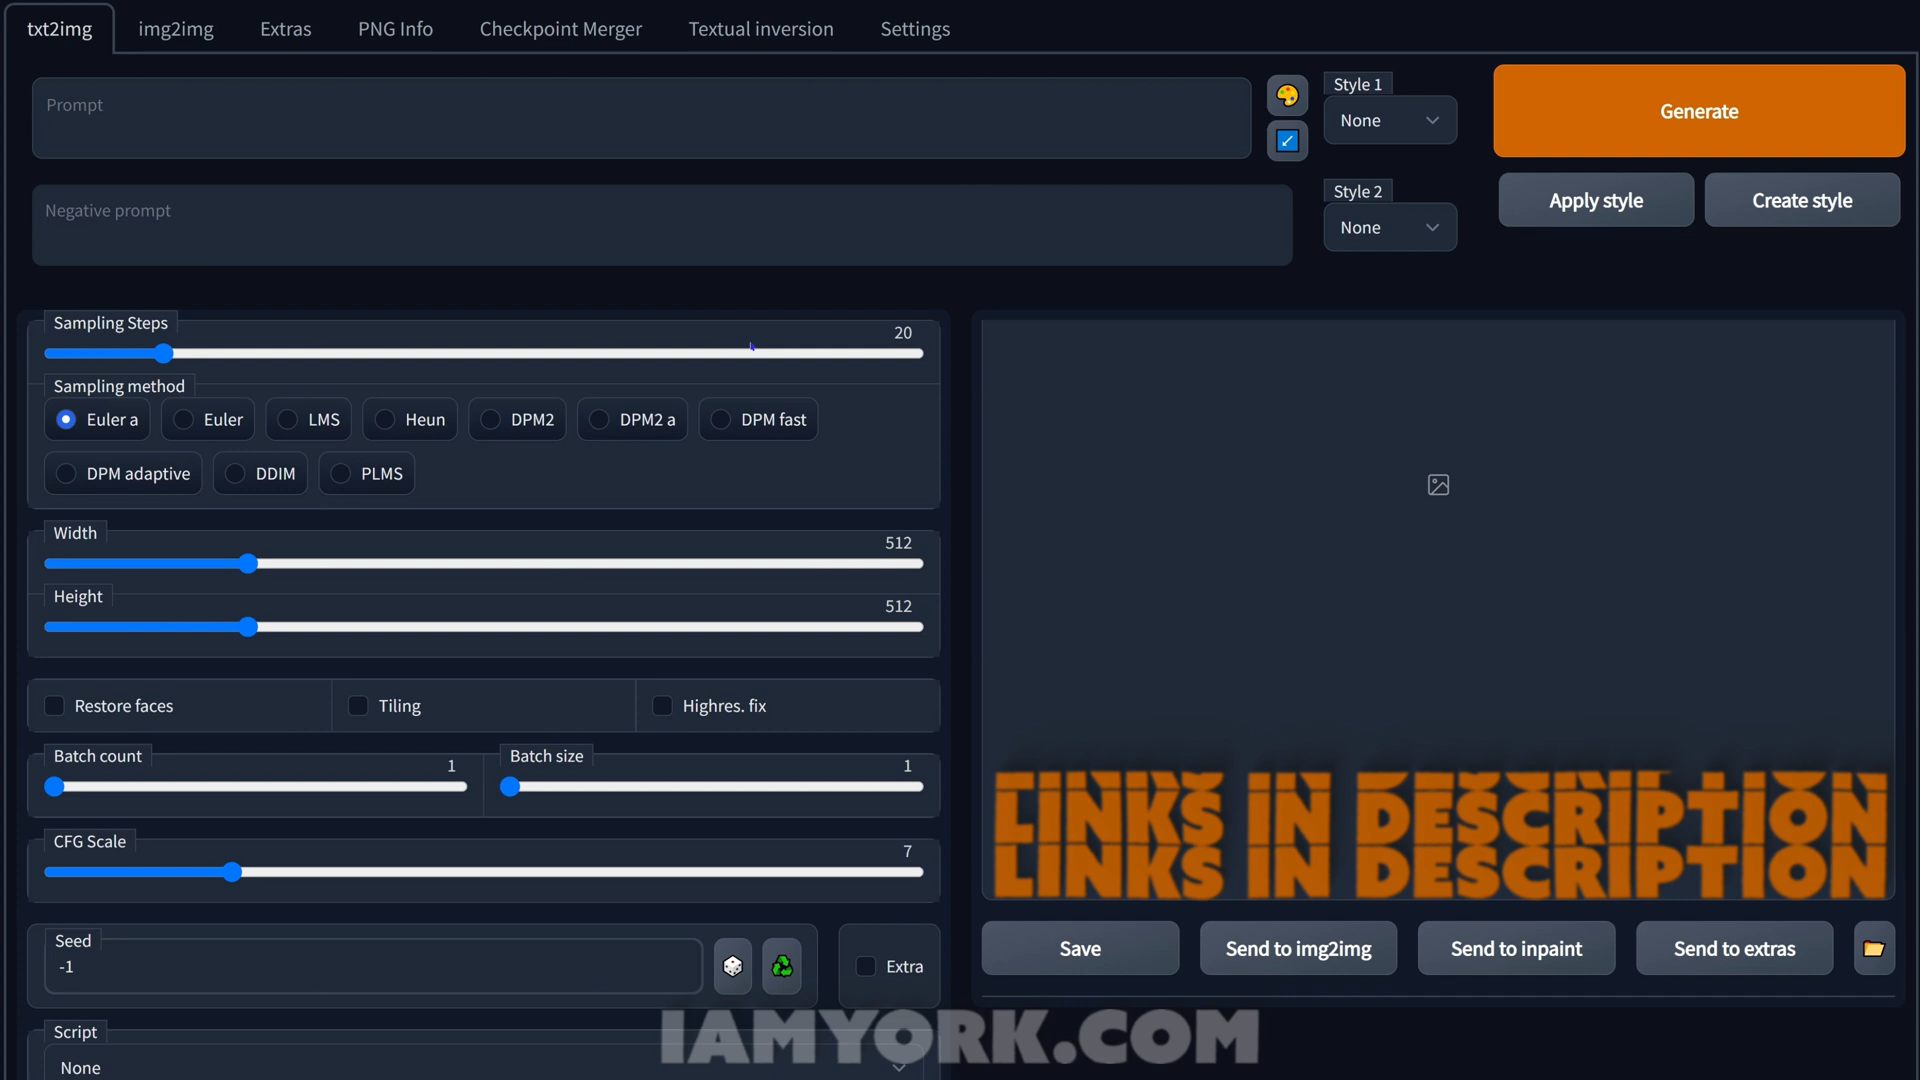 txt2img img2img Extras PNG Info Checkpoint Merger Textual inversion Settings
Prompt
Style 1
None
Generate
Negative prompt
Style 2
None
Apply style Create style
Sampling Steps
20
Sampling method
Euler a Euler LMS Heun DPM2 DPM2 a DPM fast
DPM adaptive DDIM PLMS
Width
512
Height
512
Restore faces Tiling Highres. fix
Batch count
1
Batch size
1
CFG Scale
7
Seed
-1
Extra
Script
None
LINKS IN DESCRIPTION
LINKS IN DESCRIPTION
Save Send to img2img Send to inpaint Send to extras
IAMYORK.COM